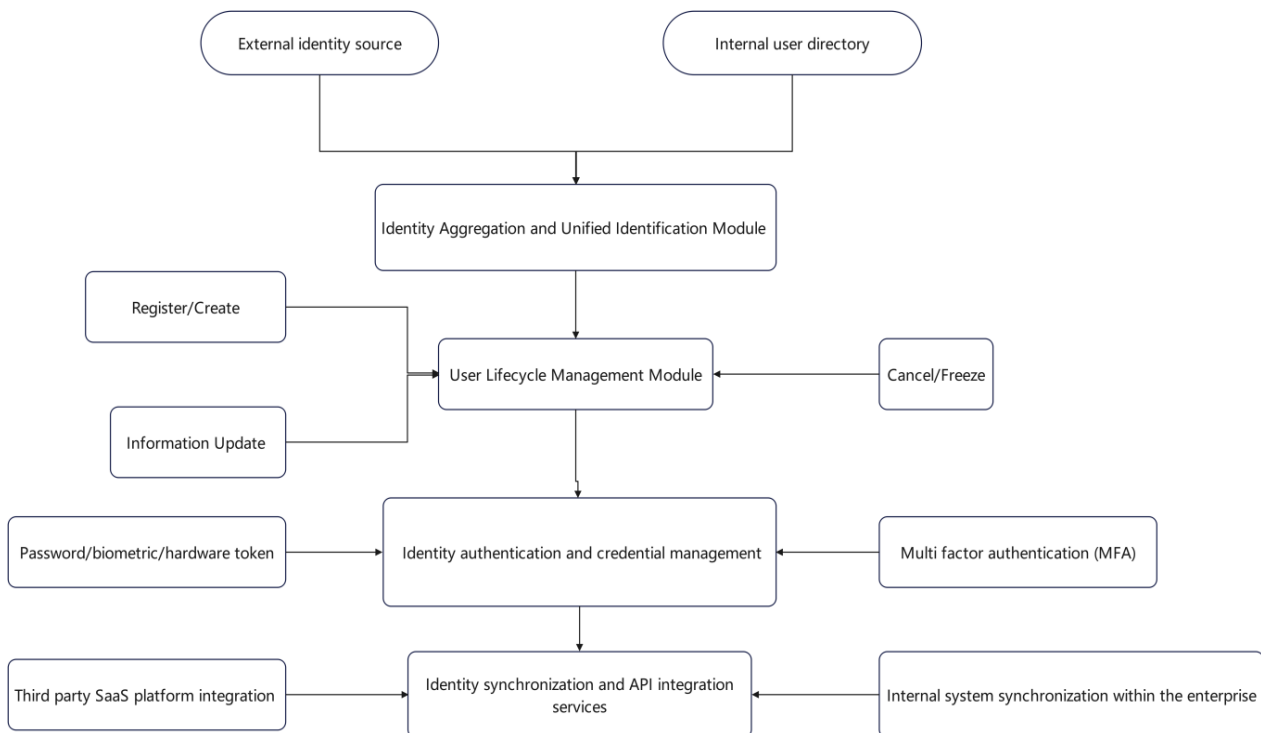 External identity source
Internal user directory
Identity Aggregation and Unified Identification Module
Register/Create
User Lifecycle Management Module
Cancel/Freeze
Information Update
Password/biometric/hardware token
Identity authentication and credential management
Multi factor authentication (MFA)
Third party SaaS platform integration
Identity synchronization and API integration
services
Internal system synchronization within the enterprise